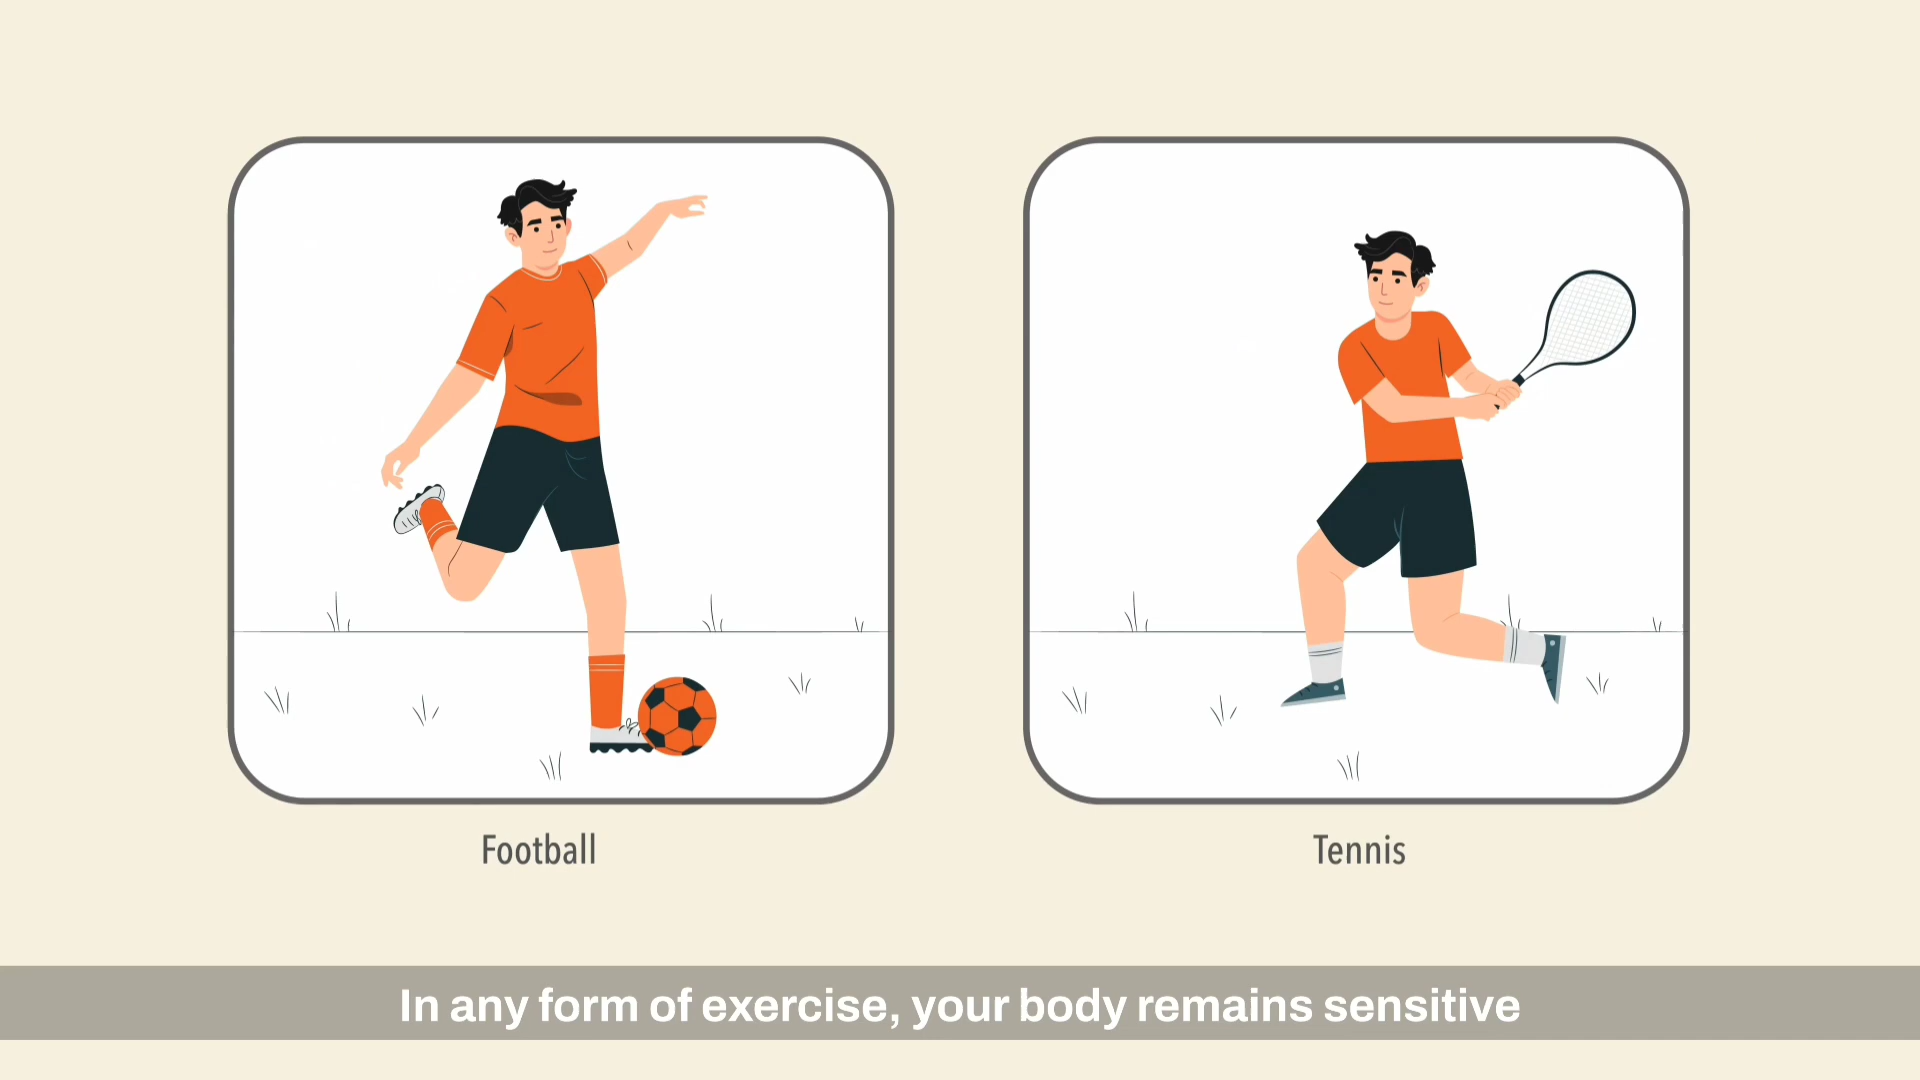 Football
Tennis
In any form of exercise, your body remains sensitive